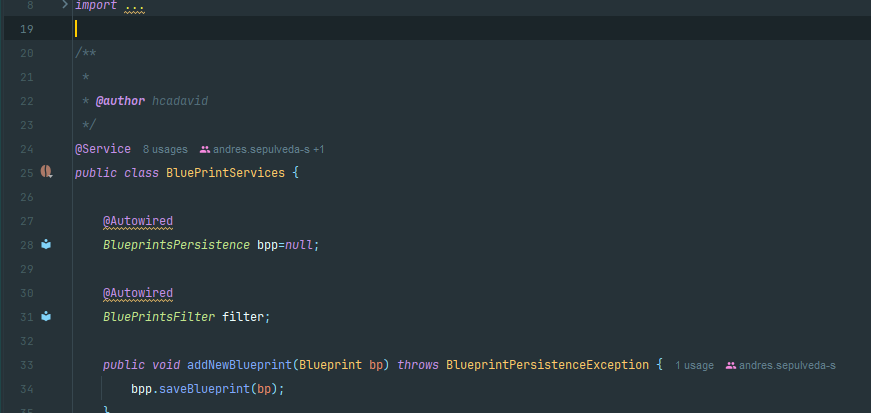 8 import ...
19
20 /**
21 *
22 * @author hcadavid
23 */
24 @Service 8 usages andres.sepulveda-s +1
25 public class BluePrintServices {
26
27 @Autowired
28 BlueprintsPersistence bpp=null;
29
30 @Autowired
31 BluePrintsFilter filter;
32
33 public void addNewBlueprint(Blueprint bp) throws BlueprintPersistenceException { 1 usage andres.sepulveda-s
34 bpp.saveBlueprint(bp);
35 }